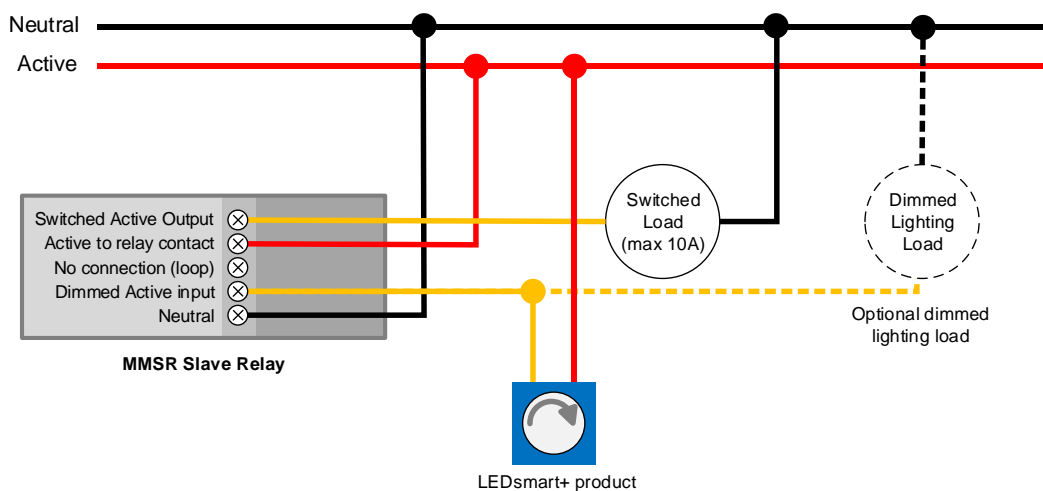 Neutral
Active
Switched Active Output
Active to relay contact
No connection (loop)
Dimmed Active input
Neutral
MMSR Slave Relay
Switched
Load
(max 10A)
Dimmed
Lighting
Load
Optional dimmed
lighting load
LEDsmart+ product